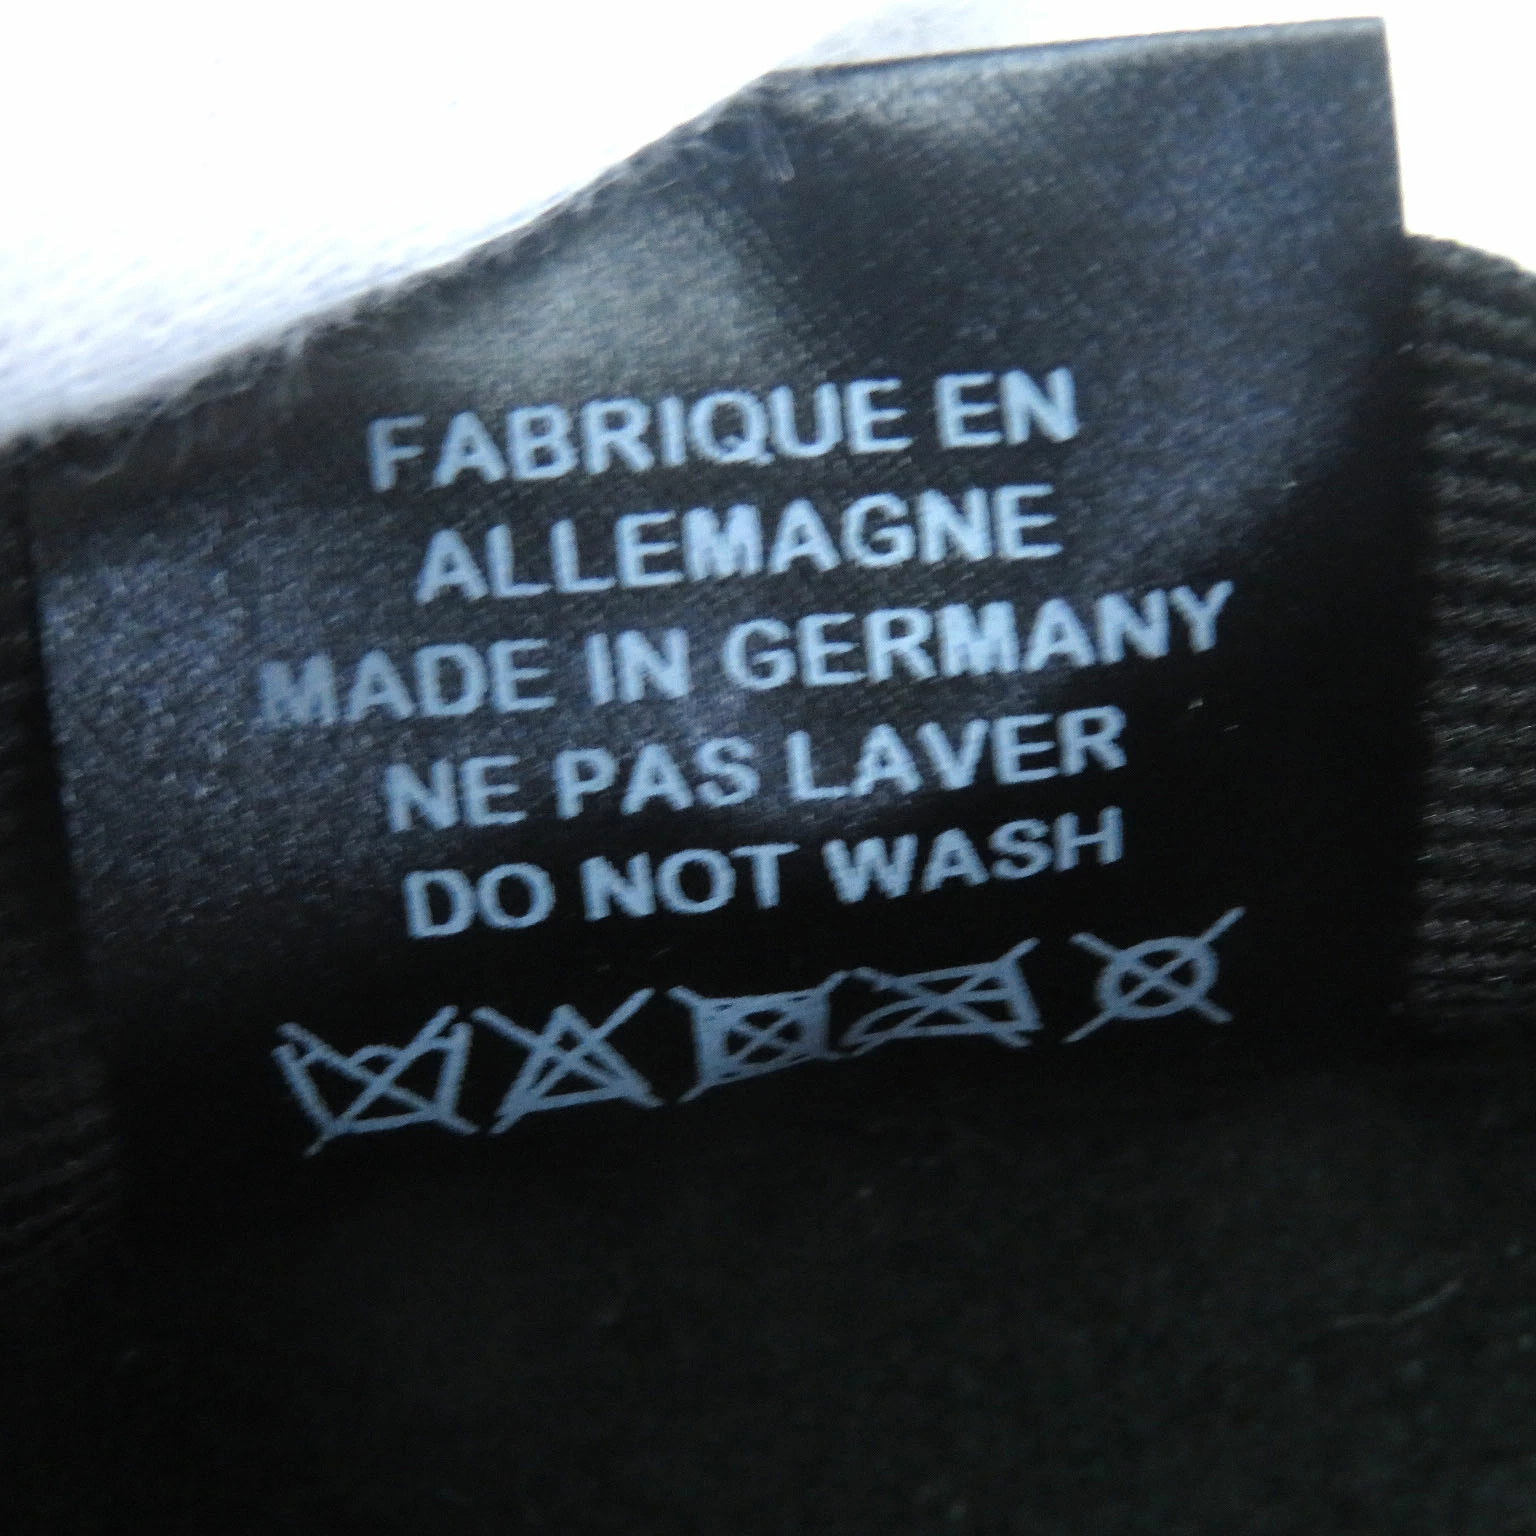 FABRIQUE EN
ALLEMAGNE
MADE IN GERMANY
NE PAS LAVER
DO NOT WASH